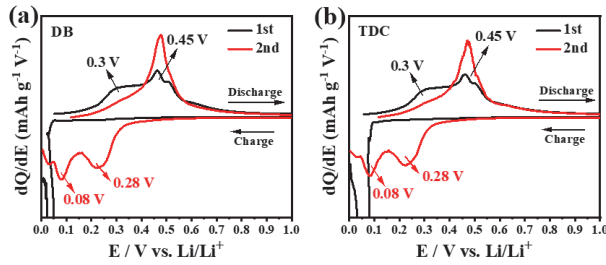 (a)
DB
1st
2nd
0.45 V
0.3 V
Discharge
Charge
0.08 V
0.28 V
dQ/dE (mAh g⁻¹ V⁻¹)
0.0 0.1 0.2 0.3 0.4 0.5 0.6 0.7 0.8 0.9 1.0
E / V vs. Li/Li⁺
(b)
TDC
1st
2nd
0.45 V
0.3 V
Discharge
Charge
0.08 V
0.28 V
dQ/dE (mAh g⁻¹ V⁻¹)
0.0 0.1 0.2 0.3 0.4 0.5 0.6 0.7 0.8 0.9 1.0
E / V vs. Li/Li⁺